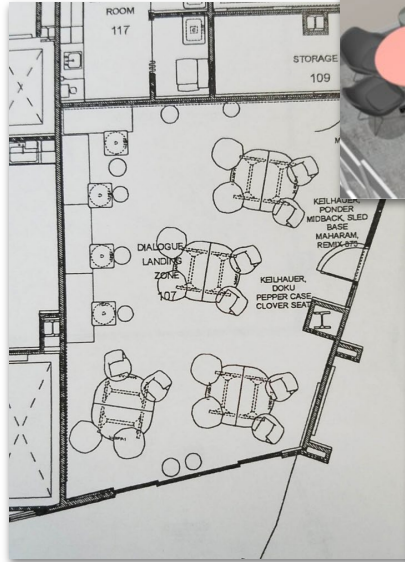 ROOM
117
STORAGE
109
KEILHAUER,
PONDER
MIDBACK, SLED
BASE
MAHARAM,
REMIX 873
DIALOGUE
LANDING
ZONE
107
KEILHAUER,
DOKU
PEPPER CASE
CLOVER SEAT